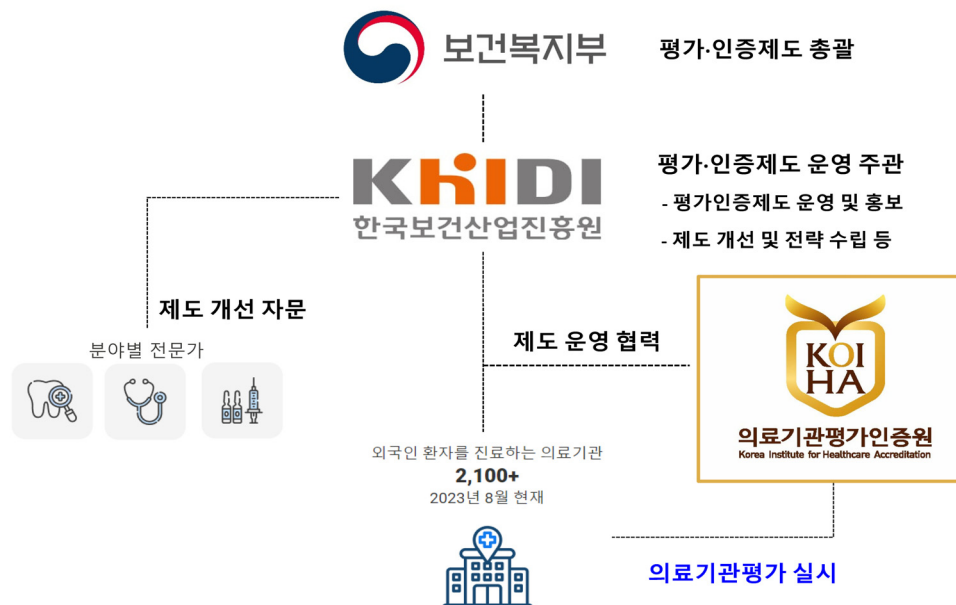 보건복지부
평가·인증제도 총괄
KHIDI
한국보건산업진흥원
평가·인증제도 운영 주관
- 평가인증제도 운영 및 홍보
- 제도 개선 및 전략 수립 등
제도 개선 자문
분야별 전문가
제도 운영 협력
KOI
HA
의료기관평가인증원
Korea Institute for Healthcare Accreditation
외국인 환자를 진료하는 의료기관
2,100+
2023년 8월 현재
의료기관평가 실시